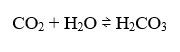 CO₂ + H₂O ⇌ H₂CO₃